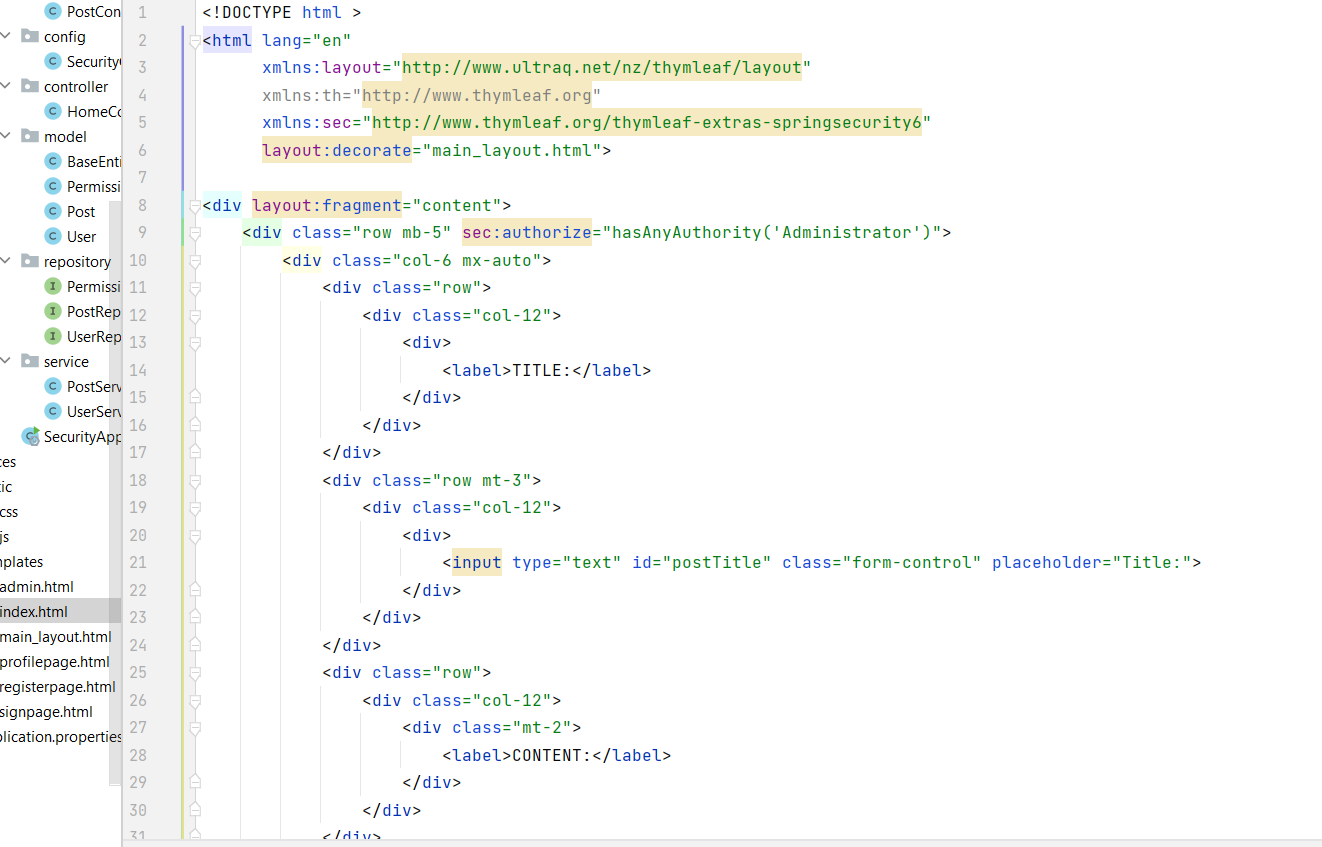 PostCon
config
Security
controller
HomeCo
model
BaseEnti
Permissi
Post
User
repository
Permissi
PostRep
UserRep
service
PostServ
UserServ
SecurityApp
ces
tic
css
js
nplates
admin.html
index.html
main_layout.html
profilepage.html
registerpage.html
signpage.html
plication.properties
1 <!DOCTYPE html >
2 <html lang="en"
3 xmlns:layout="http://www.ultraq.net/nz/thymleaf/layout"
4 xmlns:th="http://www.thymleaf.org"
5 xmlns:sec="http://www.thymleaf.org/thymleaf-extras-springsecurity6"
6 layout:decorate="main_layout.html">
7
8 <div layout:fragment="content">
9 <div class="row mb-5" sec:authorize="hasAnyAuthority('Administrator')">
10 <div class="col-6 mx-auto">
11 <div class="row">
12 <div class="col-12">
13 <div>
14 <label>TITLE:</label>
15 </div>
16 </div>
17 </div>
18 <div class="row mt-3">
19 <div class="col-12">
20 <div>
21 <input type="text" id="postTitle" class="form-control" placeholder="Title:">
22 </div>
23 </div>
24 </div>
25 <div class="row">
26 <div class="col-12">
27 <div class="mt-2">
28 <label>CONTENT:</label>
29 </div>
30 </div>
31 </div>